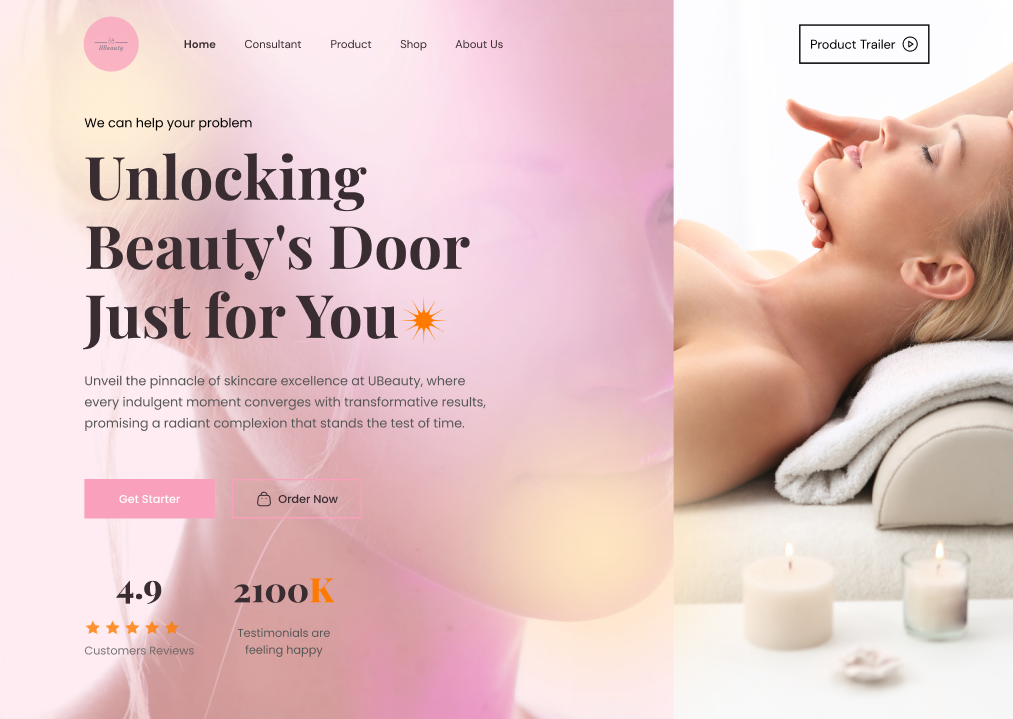 UBeauty
Home
Consultant
Product
Shop
About Us
Product Trailer
We can help your problem
Unlocking
Beauty's Door
Just for You
Unveil the pinnacle of skincare excellence at UBeauty, where
every indulgent moment converges with transformative results,
promising a radiant complexion that stands the test of time.
Get Starter
Order Now
4.9
Customers Reviews
2100K
Testimonials are
feeling happy